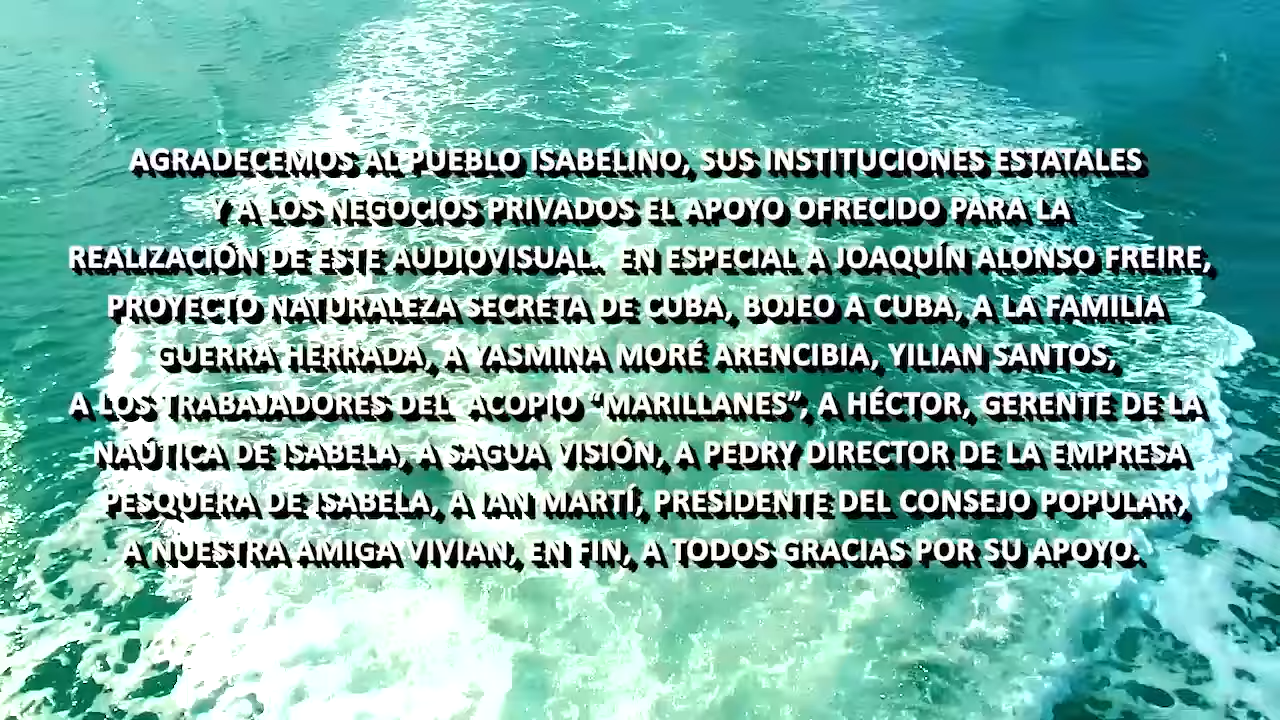 AGRADECEMOS AL PUEBLO ISABELINO, SUS INSTITUCIONES ESTATALES
Y A LOS NEGOCIOS PRIVADOS EL APOYO OFRECIDO PARA LA
REALIZACIÓN DE ESTE AUDIOVISUAL. EN ESPECIAL A JOAQUÍN ALONSO FREIRE,
PROYECTO NATURALEZA SECRETA DE CUBA, BOJEO A CUBA, A LA FAMILIA
GUERRA HERRADA, A YASMINA MORÉ ARENCIBIA, YILIAN SANTOS,
A LOS TRABAJADORES DEL ACOPIO “MARILLANES”, A HÉCTOR, GERENTE DE LA
NAÚTICA DE ISABELA, A SAGUA VISIÓN, A PEDRY DIRECTOR DE LA EMPRESA
PESQUERA DE ISABELA, A IAN MARTÍ, PRESIDENTE DEL CONSEJO POPULAR,
A NUESTRA AMIGA VIVIAN, EN FIN, A TODOS GRACIAS POR SU APOYO.